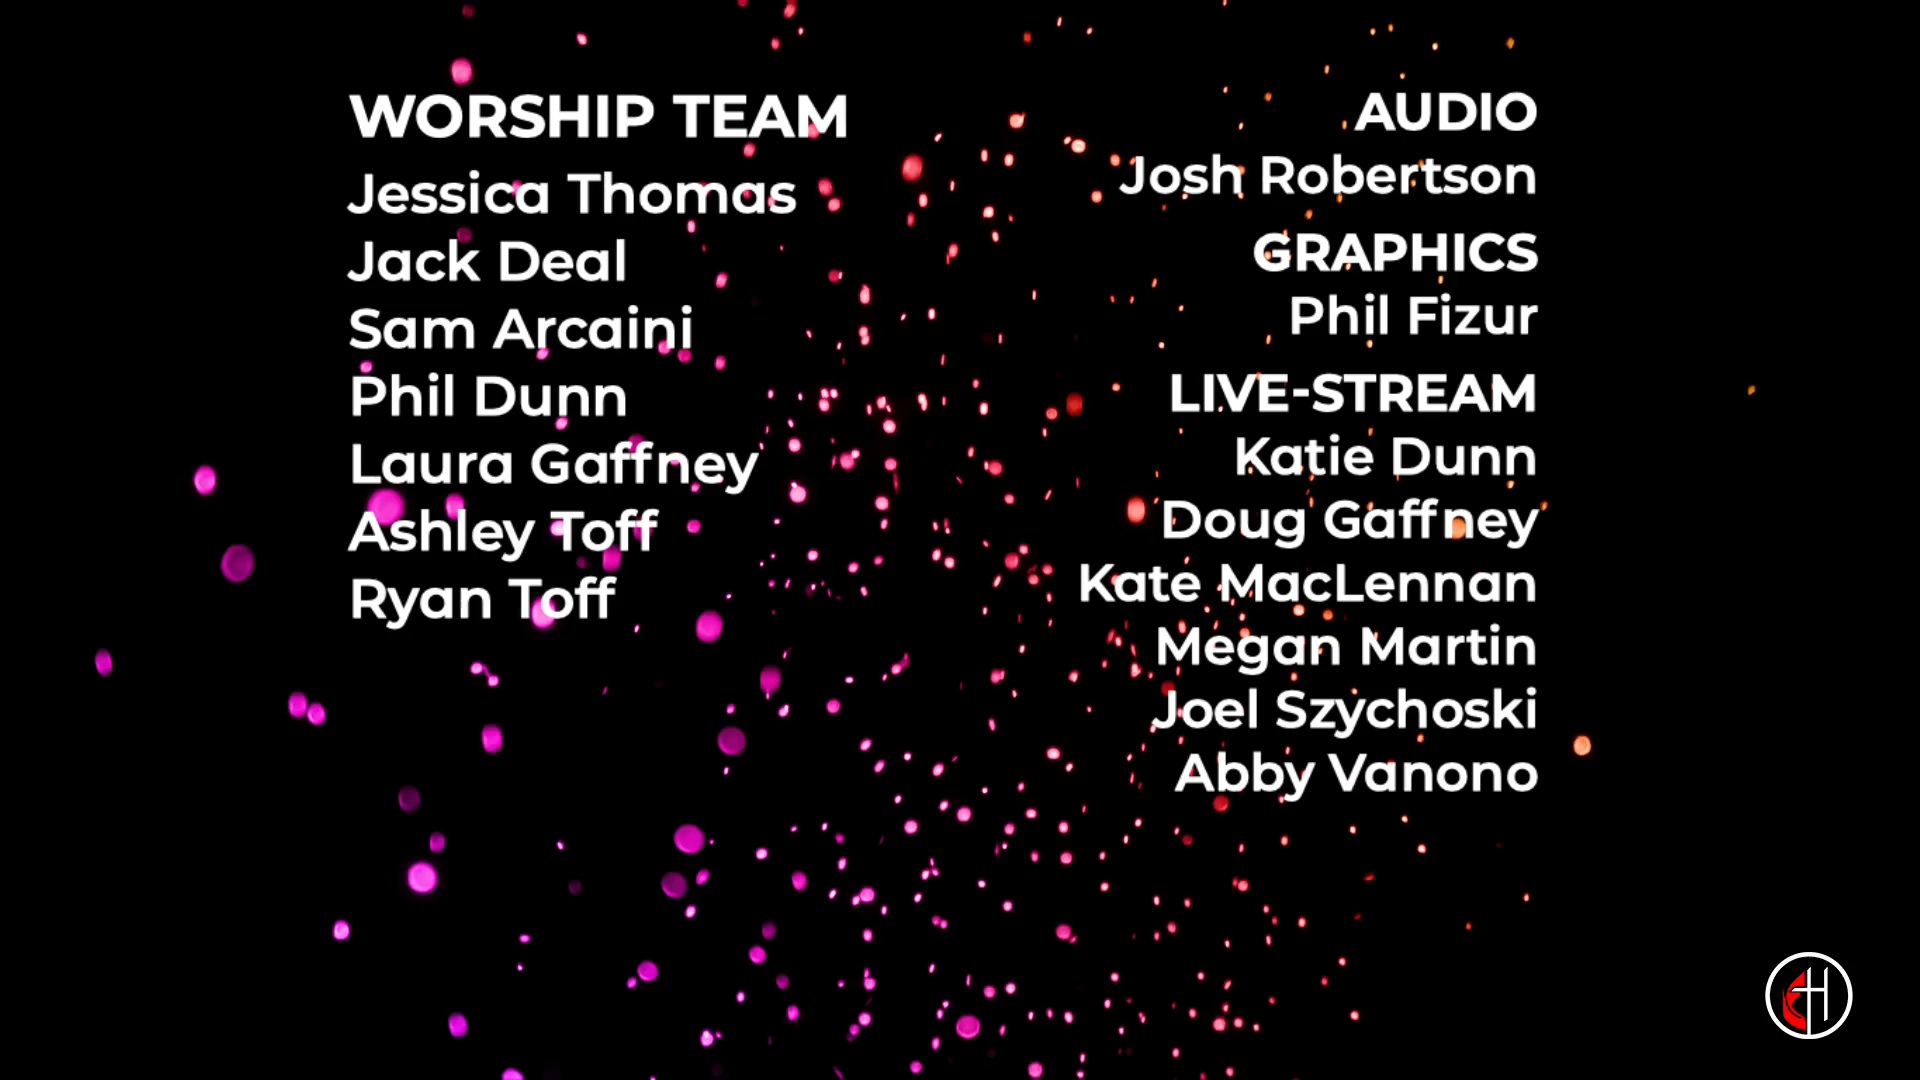 WORSHIP TEAM
Jessica Thomas
Jack Deal
Sam Arcaini
Phil Dunn
Laura Gaffney
Ashley Toff
Ryan Toff
AUDIO
Josh Robertson
GRAPHICS
Phil Fizur
LIVE-STREAM
Katie Dunn
Doug Gaffney
Kate MacLennan
Megan Martin
Joel Szychoski
Abby Vanono